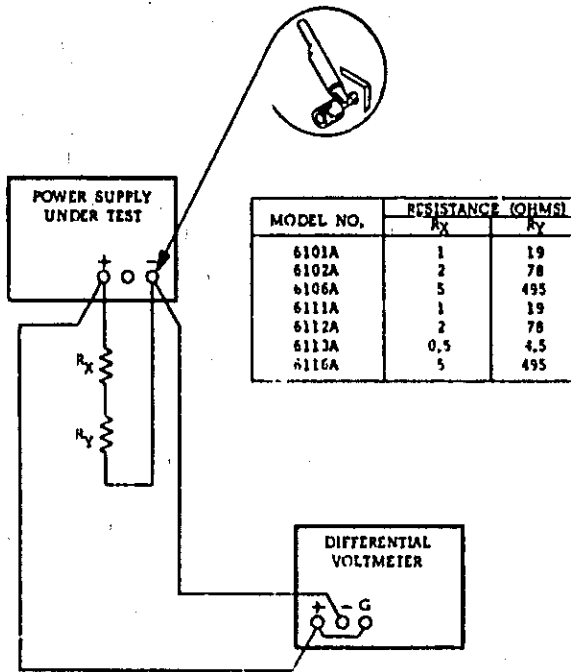 POWER SUPPLY
UNDER TEST
+ -
RX
RY
MODEL NO. RESISTANCE (OHMS)
RX RY
6101A 1 19
6102A 2 78
6106A 5 495
6111A 1 19
6112A 2 78
6113A 0.5 4.5
6116A 5 495
DIFFERENTIAL
VOLTMETER
+ - G